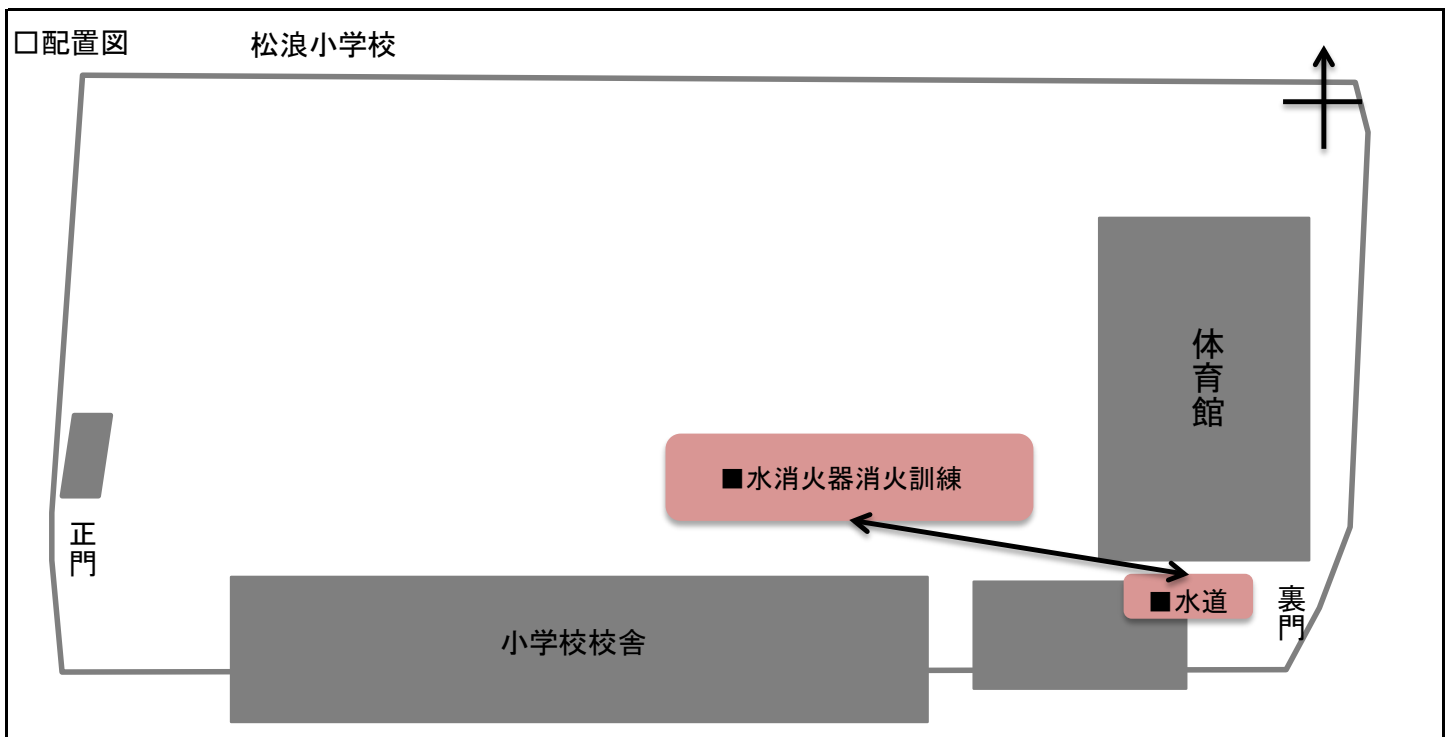 □配置図
松浪小学校
体育館
■水消火器消火訓練
正門
■水道
裏門
小学校校舎